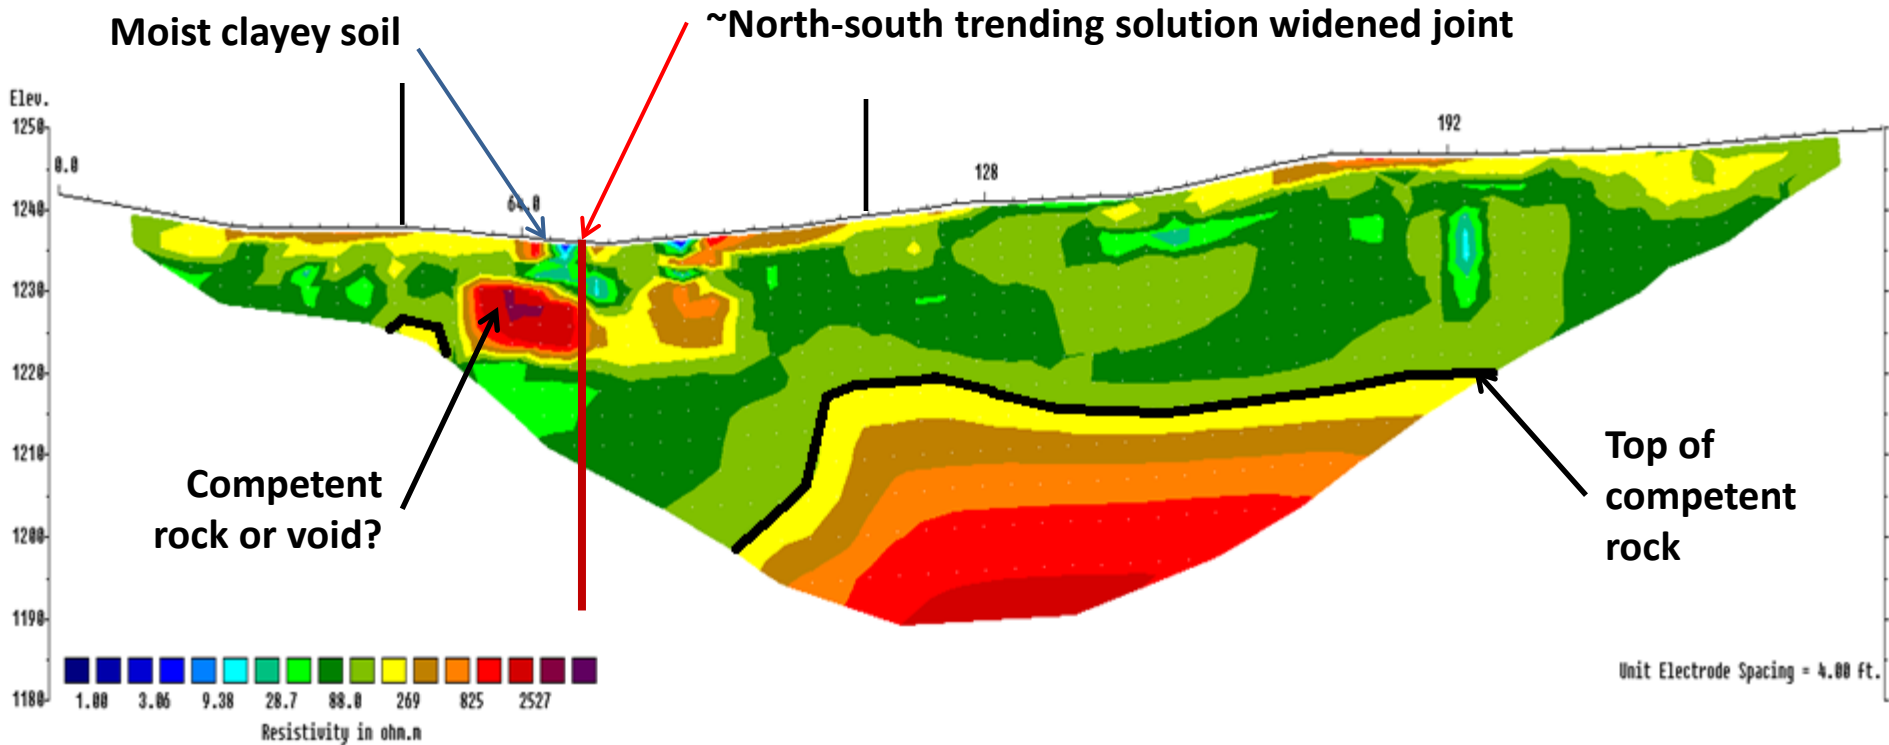 Moist clayey soil
~North-south trending solution widened joint
Elev.
1250
1240
1230
1220
1210
1200
1190
1180
0.0
64.0
128
192
Competent
rock or void?
Top of
competent
rock
1.00 3.06 9.38 28.7 88.0 269 825 2527
Resistivity in ohm.m
Unit Electrode Spacing = 4.00 ft.